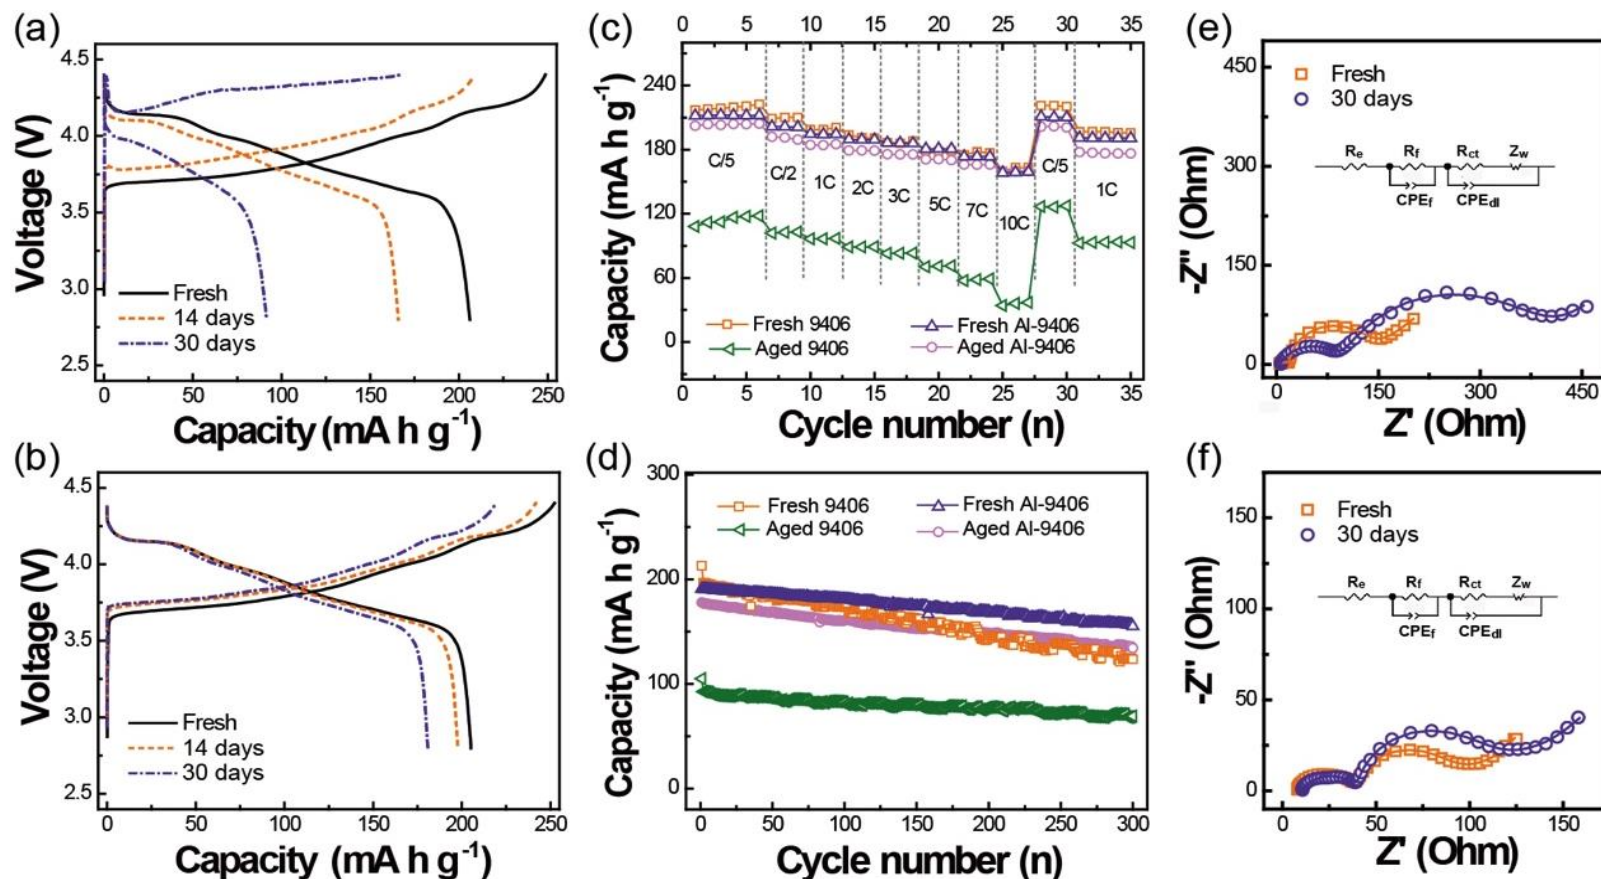 (a)
4.5
4.0
3.5
3.0
2.5
Voltage (V)
Fresh
14 days
30 days
0 50 100 150 200 250
Capacity (mA h g-1)
(b)
4.5
4.0
3.5
3.0
2.5
Voltage (V)
Fresh
14 days
30 days
0 50 100 150 200 250
Capacity (mA h g-1)
(c)
0 5 10 15 20 25 30 35
240
180
120
60
0
Capacity (mA h g-1)
C/5 C/2 1C 2C 3C 5C 7C 10C C/5 1C
Fresh 9406 Fresh Al-9406
Aged 9406 Aged Al-9406
0 5 10 15 20 25 30 35
Cycle number (n)
(d)
300
200
100
0
Capacity (mA h g-1)
Fresh 9406 Fresh Al-9406
Aged 9406 Aged Al-9406
0 50 100 150 200 250 300
Cycle number (n)
(e)
450
300
150
0
-Z'' (Ohm)
Fresh
30 days
Re Rf Rct Zw
CPEf CPEdl
0 150 300 450
Z' (Ohm)
(f)
150
100
50
0
-Z'' (Ohm)
Fresh
30 days
Re Rf Rct Zw
CPEf CPEdl
0 50 100 150
Z' (Ohm)